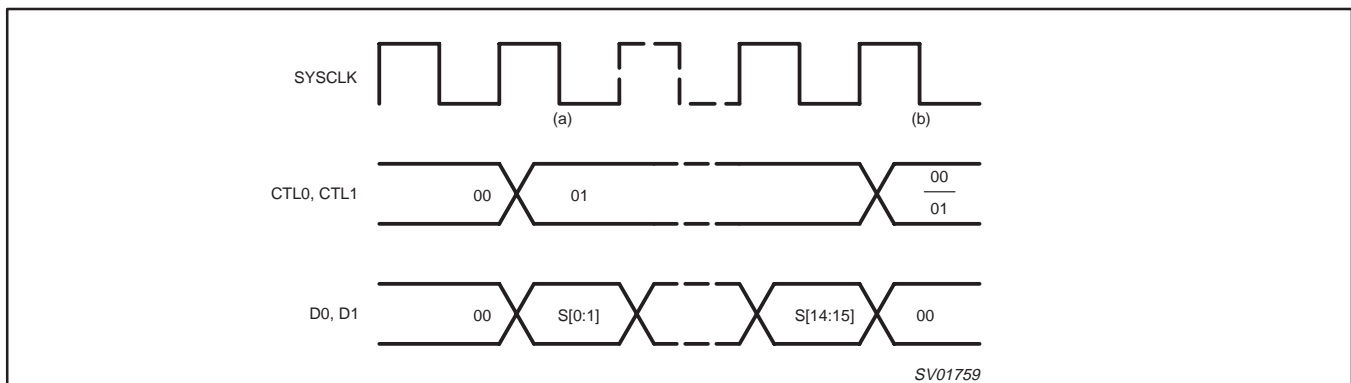 SYSCLK
(a)
(b)
CTL0, CTL1
00
01
00
01
D0, D1
00
S[0:1]
S[14:15]
00
SV01759